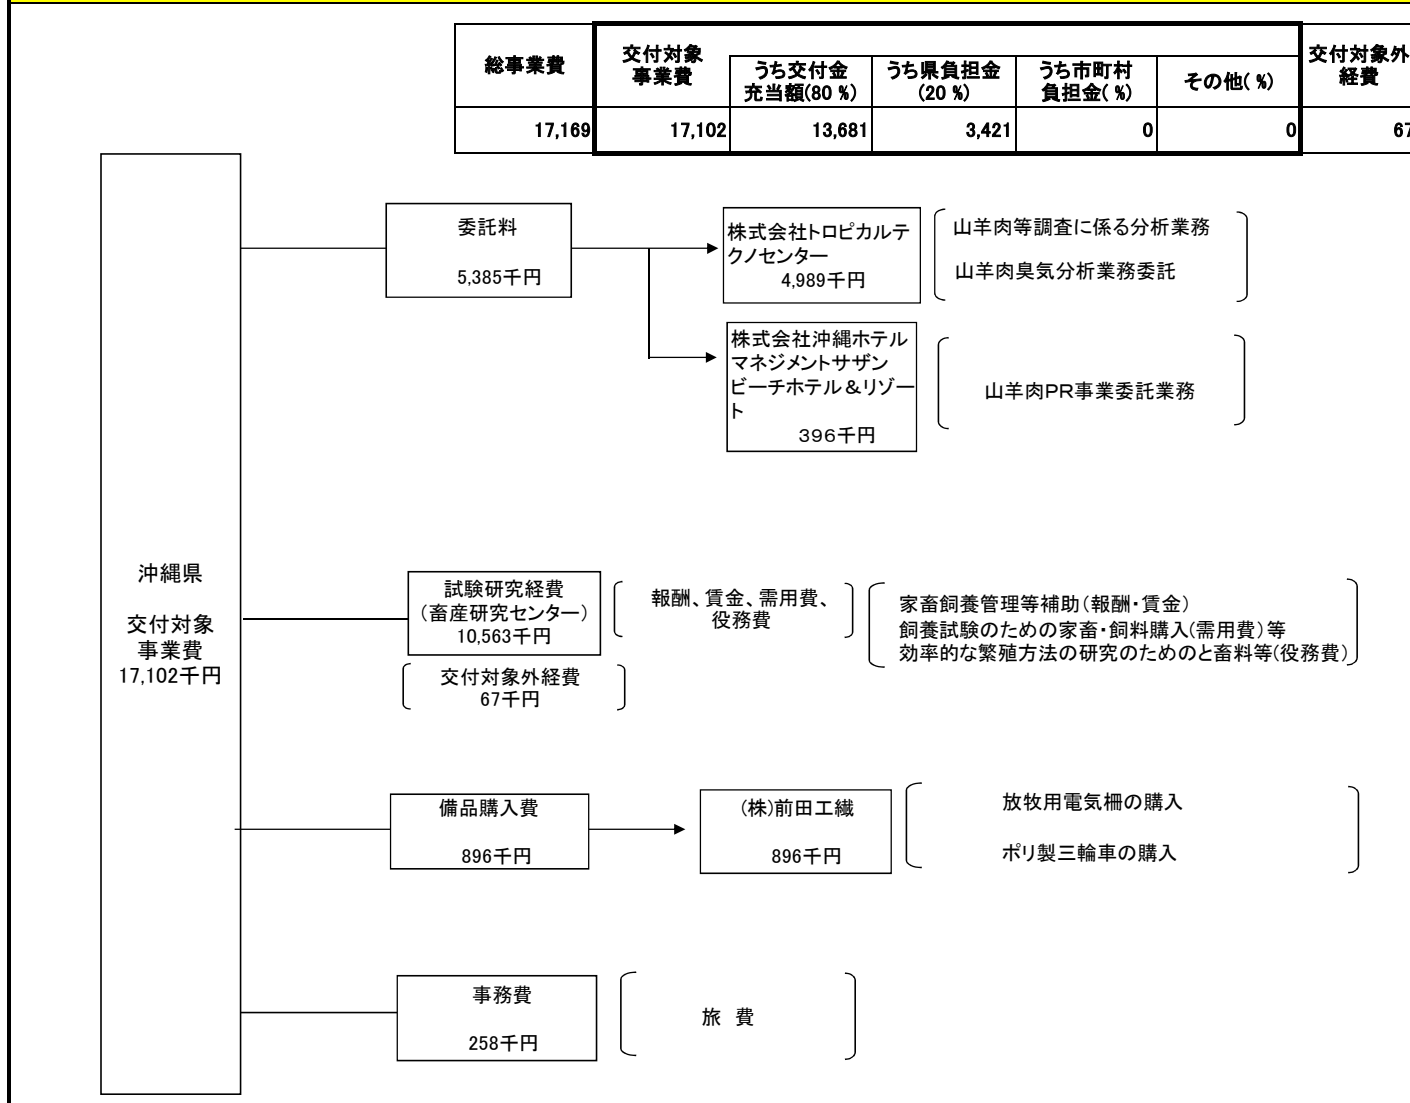 総事業費
交付対象
事業費
うち交付金
充当額(80 %)
うち県負担金
(20 %)
うち市町村
負担金( %)
その他( %)
交付対象外
経費
17,169
17,102
13,681
3,421
0
0
67
沖縄県
交付対象
事業費
17,102千円
委託料
5,385千円
株式会社トロピカルテ
クノセンター
4,989千円
山羊肉等調査に係る分析業務
山羊肉臭気分析業務委託
株式会社沖縄ホテル
マネジメントサザン
ビーチホテル＆リゾー
ト
396千円
山羊肉PR事業委託業務
試験研究経費
（畜産研究センター）
10,563千円
報酬、賃金、需用費、
役務費
家畜飼養管理等補助（報酬・賃金）
飼養試験のための家畜・飼料購入(需用費)等
効率的な繁殖方法の研究のためのと畜料等(役務費)
交付対象外経費
67千円
備品購入費
896千円
(株)前田工繊
896千円
放牧用電気柵の購入
ポリ製三輪車の購入
事務費
258千円
旅 費